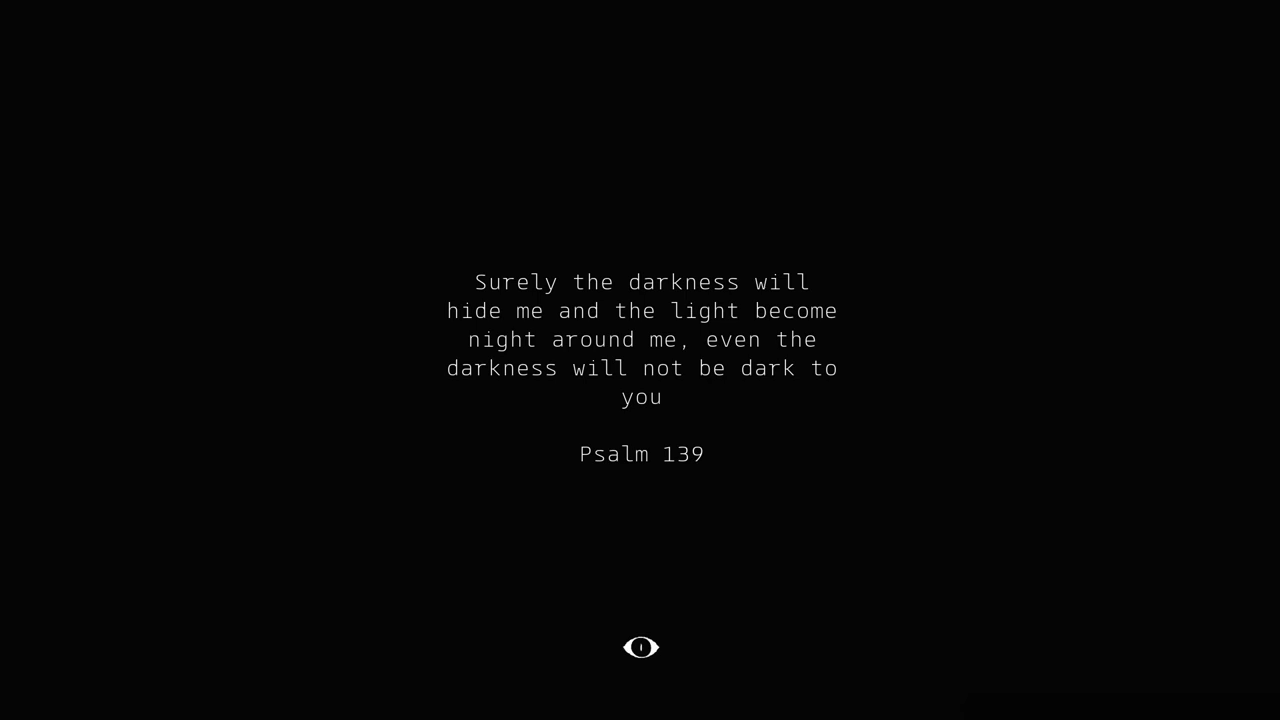 Surely the darkness will
hide me and the light become
night around me, even the
darkness will not be dark to
you
Psalm 139